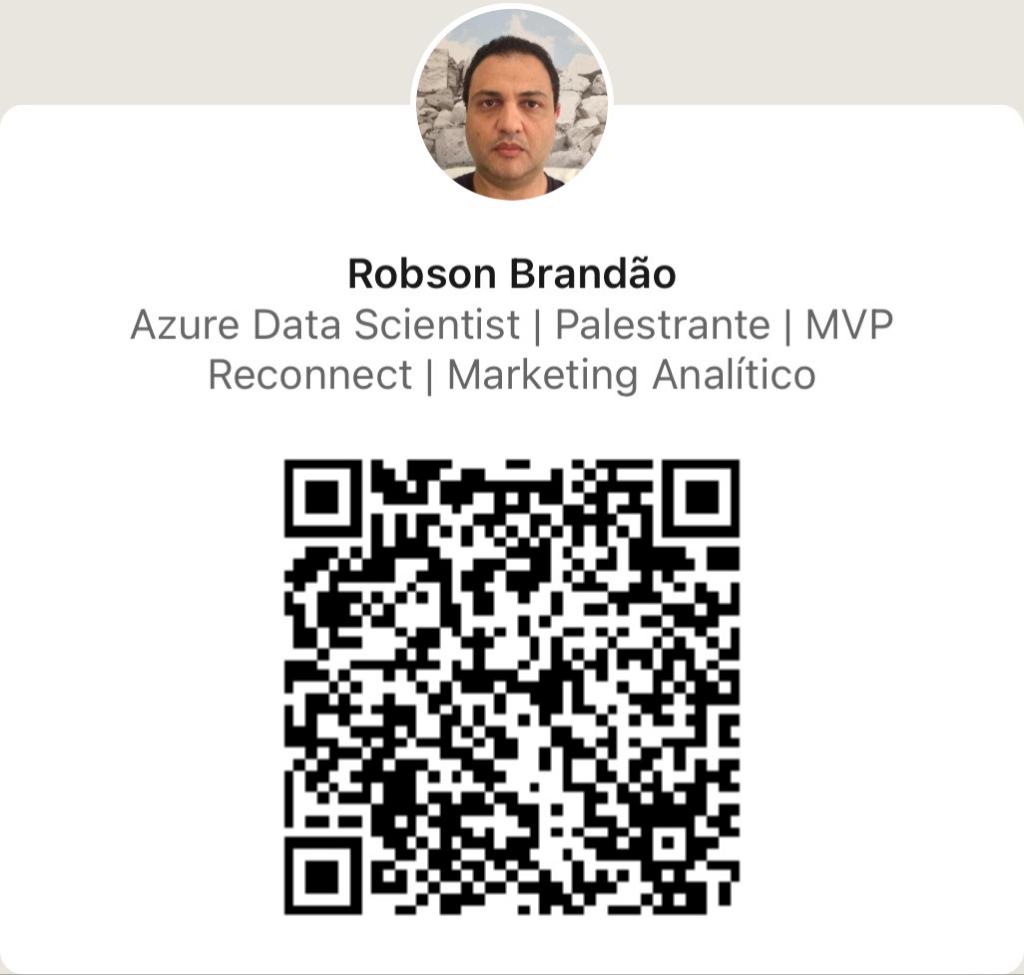 Robson Brandão
Azure Data Scientist | Palestrante | MVP
Reconnect | Marketing Analítico